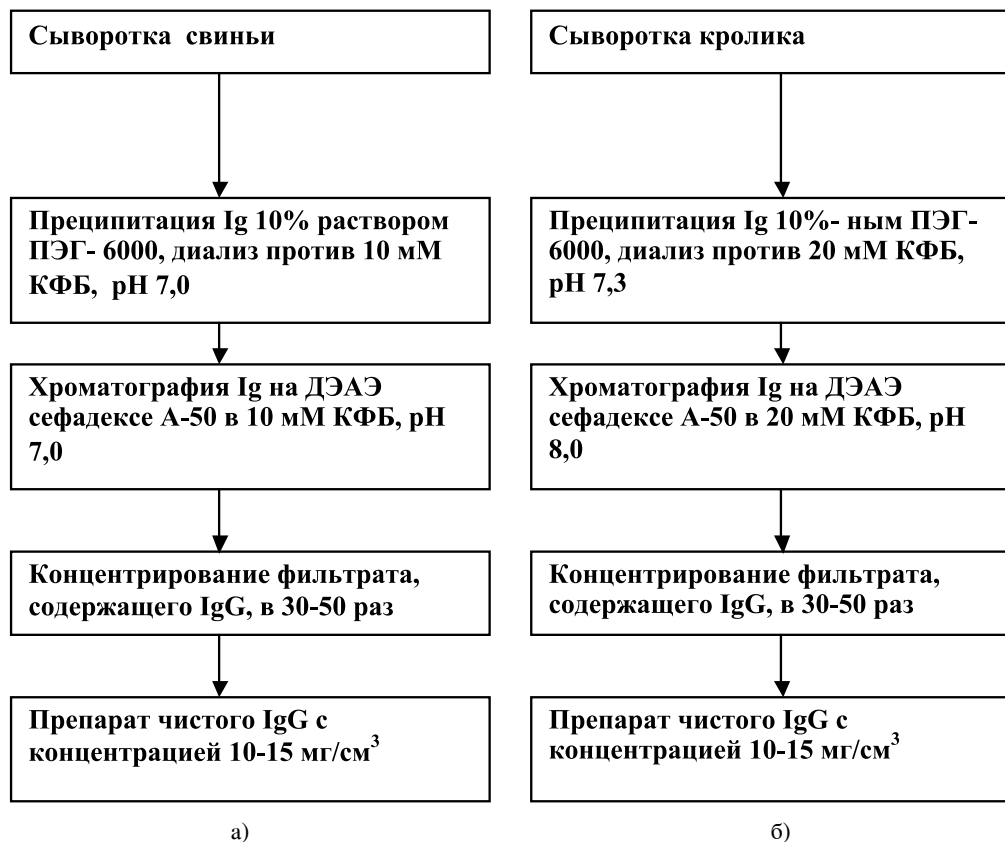 Сыворотка свиньи
Преципитация Ig 10% раствором
ПЭГ- 6000, диализ против 10 мМ
КФБ, рН 7,0
Хроматография Ig на ДЭАЭ
сефадексе А-50 в 10 мМ КФБ, рН
7,0
Концентрирование фильтрата,
содержащего IgG, в 30-50 раз
Препарат чистого IgG с
концентрацией 10-15 мг/см³
а)
Сыворотка кролика
Преципитация Ig 10%- ным ПЭГ-
6000, диализ против 20 мМ КФБ,
рН 7,3
Хроматография Ig на ДЭАЭ
сефадексе А-50 в 20 мМ КФБ, рН
8,0
Концентрирование фильтрата,
содержащего IgG, в 30-50 раз
Препарат чистого IgG с
концентрацией 10-15 мг/см³
б)